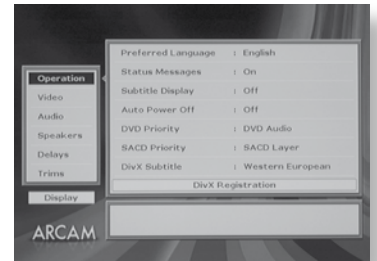 Preferred Language : English
Status Messages : On
Subtitle Display : Off
Auto Power Off : Off
DVD Priority : DVD Audio
SACD Priority : SACD Layer
DivX Subtitle : Western European
DivX Registration
Operation
Video
Audio
Speakers
Delays
Trims
Display
ARCAM